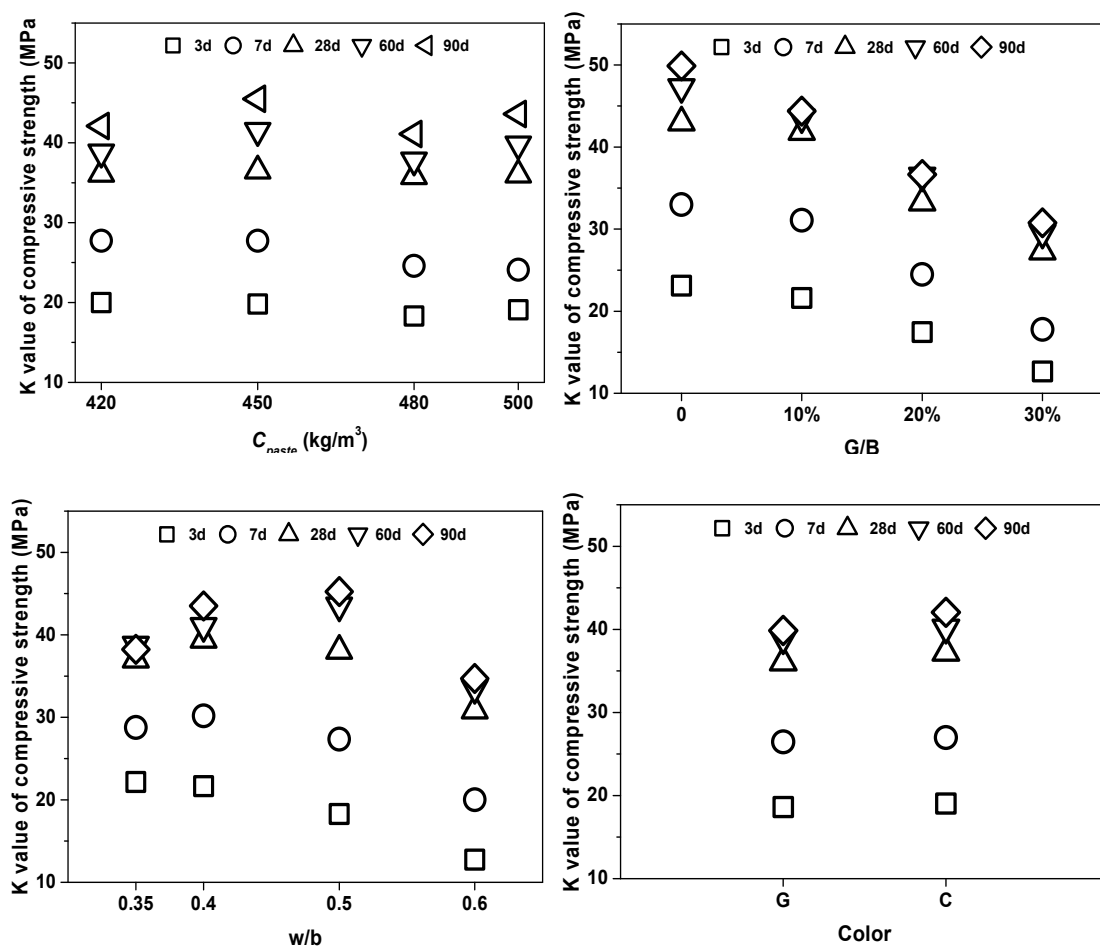 K value of compressive strength (MPa)
3d 7d 28d 60d 90d
50
40
30
20
10
420 450 480 500
C_paste (kg/m³)
K value of compressive strength (MPa)
3d 7d 28d 60d 90d
50
40
30
20
10
0 10% 20% 30%
G/B
K value of compressive strength (MPa)
3d 7d 28d 60d 90d
50
40
30
20
10
0.35 0.4 0.5 0.6
w/b
K value of compressive strength (MPa)
3d 7d 28d 60d 90d
50
40
30
20
10
G C
Color